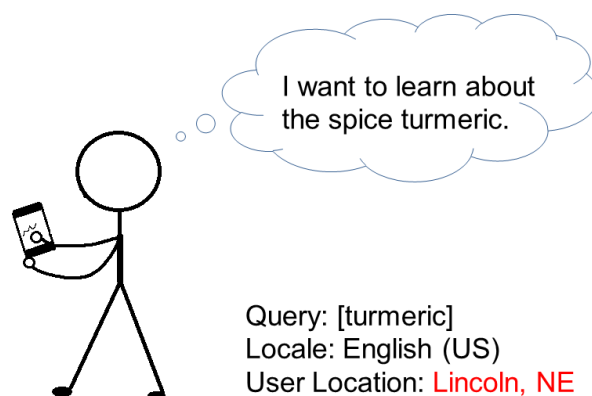 I want to learn about
the spice turmeric.
Query: [turmeric]
Locale: English (US)
User Location: Lincoln, NE